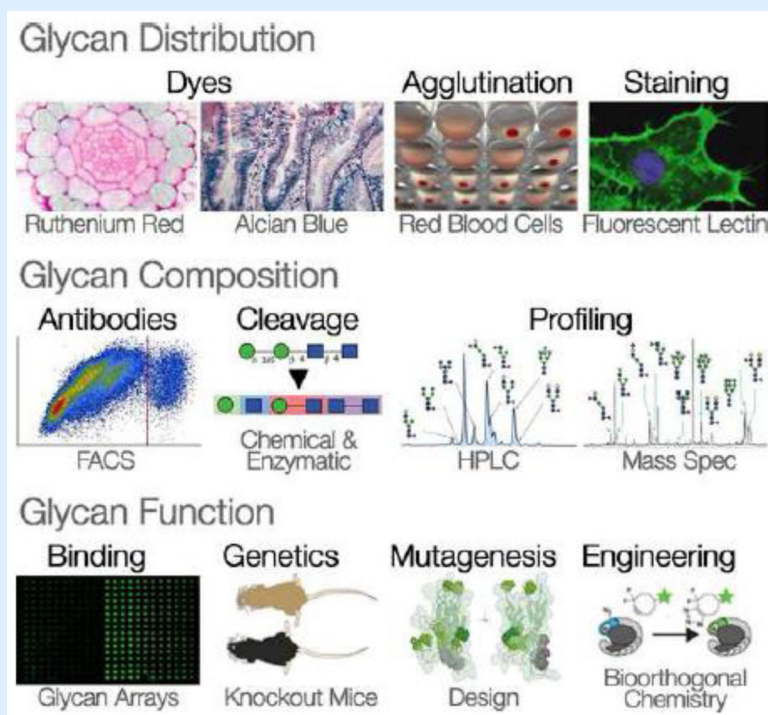 Glycan Distribution
Dyes Agglutination Staining
Ruthenium Red Alcian Blue Red Blood Cells Fluorescent Lectin
Glycan Composition
Antibodies Cleavage Profiling
FACS Chemical & Enzymatic HPLC Mass Spec
Glycan Function
Binding Genetics Mutagenesis Engineering
Glycan Arrays Knockout Mice Design Bioorthogonal Chemistry